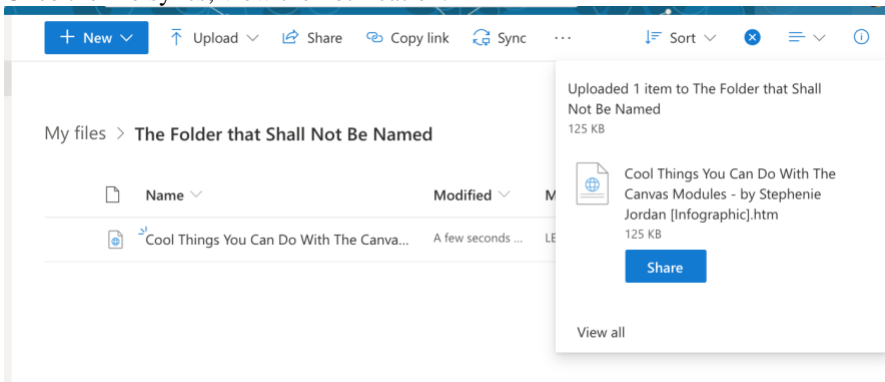 + New Upload Share Copy link Sync ... Sort
My files > The Folder that Shall Not Be Named
Name Modified M
Cool Things You Can Do With The Canva... A few seconds ... LE
Uploaded 1 item to The Folder that Shall
Not Be Named
125 KB
Cool Things You Can Do With The
Canvas Modules - by Stephenie
Jordan [Infographic].htm
125 KB
Share
View all